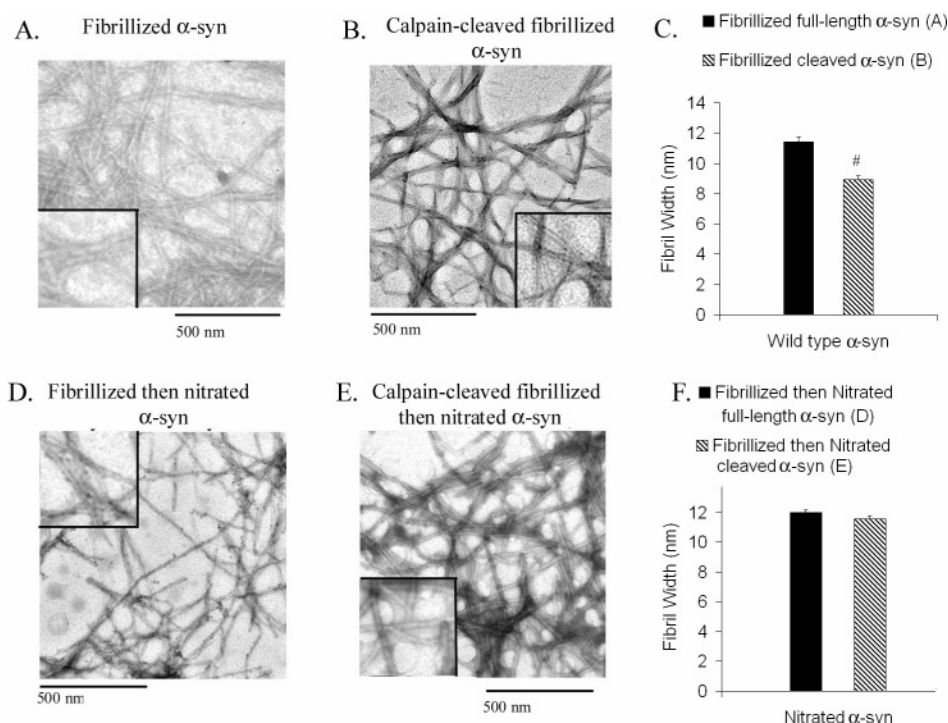 A.
Fibrillized α-syn
B.
Calpain-cleaved fibrillized
α-syn
C.
Fibrillized full-length α-syn (A)
Fibrillized cleaved α-syn (B)
500 nm
500 nm
Fibril Width (nm)
14
12
10
8
6
4
2
0
#
Wild type α-syn
D.
Fibrillized then nitrated
α-syn
E.
Calpain-cleaved fibrillized
then nitrated α-syn
F.
Fibrillized then Nitrated
full-length α-syn (D)
Fibrillized then Nitrated
cleaved α-syn (E)
500 nm
500 nm
Fibril Width (nm)
12
12
10
8
6
4
2
0
Nitrated α-syn